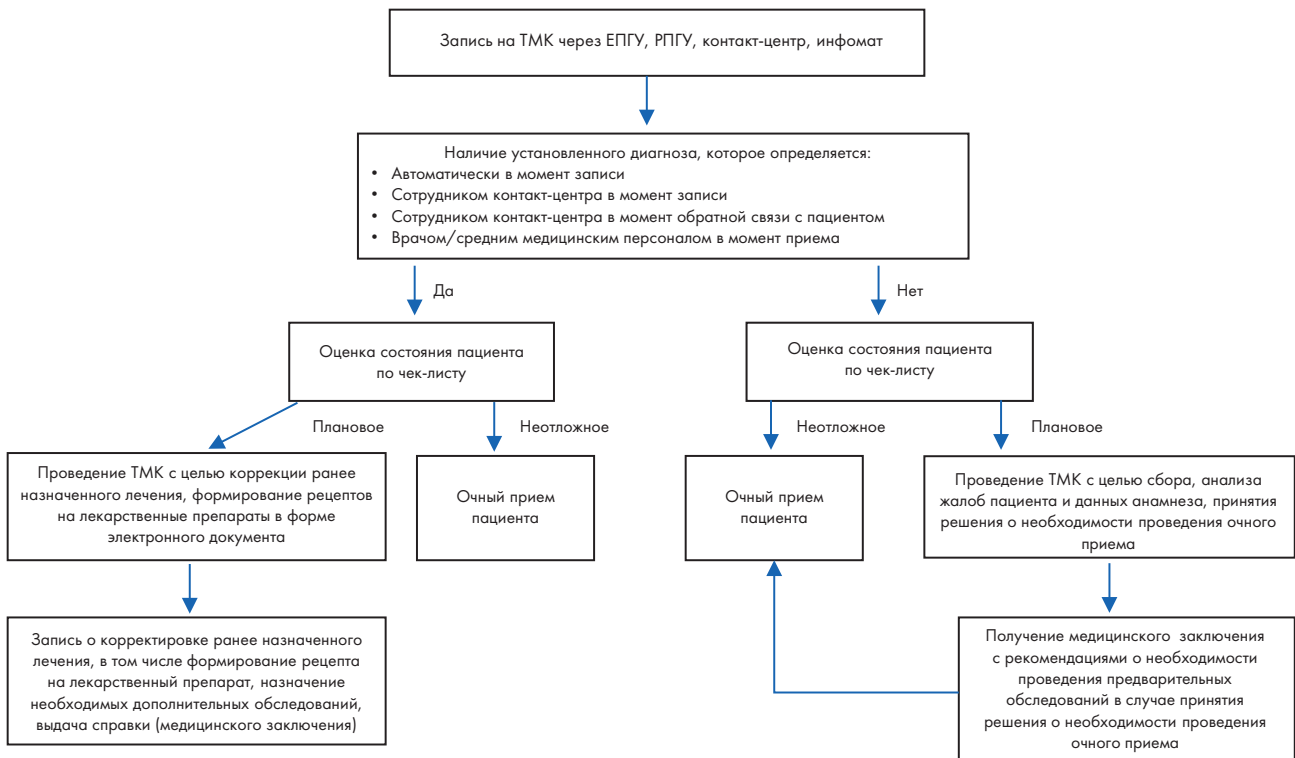 Запись на ТМК через ЕПГУ, РПГУ, контакт-центр, инфомат
Наличие установленного диагноза, которое определяется:
• Автоматически в момент записи
• Сотрудником контакт-центра в момент записи
• Сотрудником контакт-центра в момент обратной связи с пациентом
• Врачом/средним медицинским персоналом в момент приема
Да
Нет
Оценка состояния пациента
по чек-листу
Оценка состояния пациента
по чек-листу
Плановое
Неотложное
Неотложное
Плановое
Проведение ТМК с целью коррекции ранее
назначенного лечения, формирование рецептов
на лекарственные препараты в форме
электронного документа
Очный прием
пациента
Очный прием
пациента
Проведение ТМК с целью сбора, анализа
жалоб пациента и данных анамнеза, принятия
решения о необходимости проведения очного
приема
Запись о корректировке ранее назначенного
лечения, в том числе формирование рецепта
на лекарственный препарат, назначение
необходимых дополнительных обследований,
выдача справки (медицинского заключения)
Получение медицинского заключения
с рекомендациями о необходимости
проведения предварительных
обследований в случае принятия
решения о необходимости проведения
очного приема